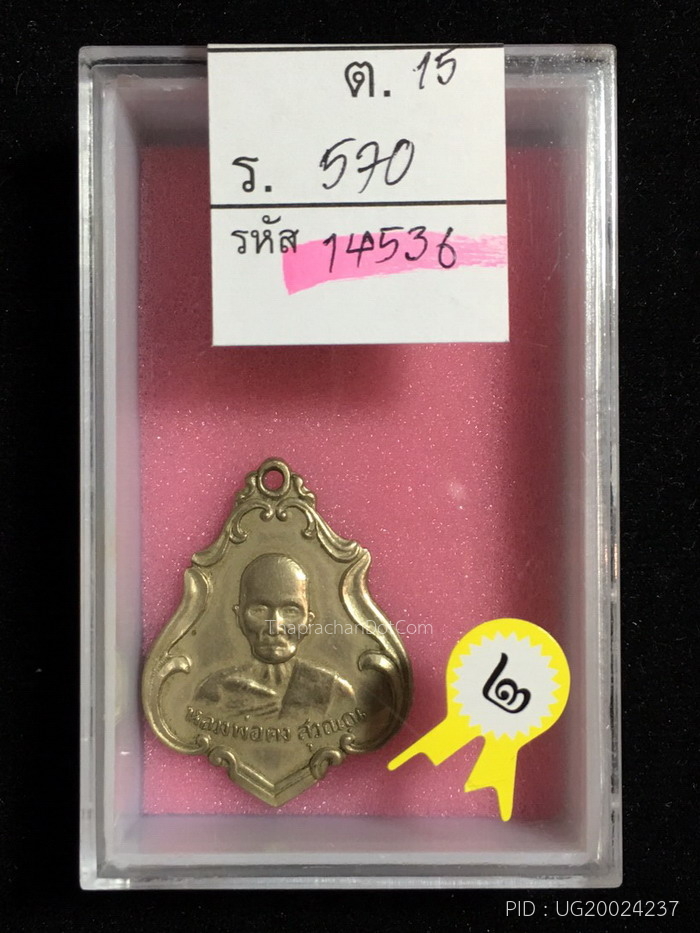 ต. 15
ร. 570
รหัส 14536
ThaprachanDotCom
หลวงพ่อคง สุวณฺโณ
๒
PID : UG20024237